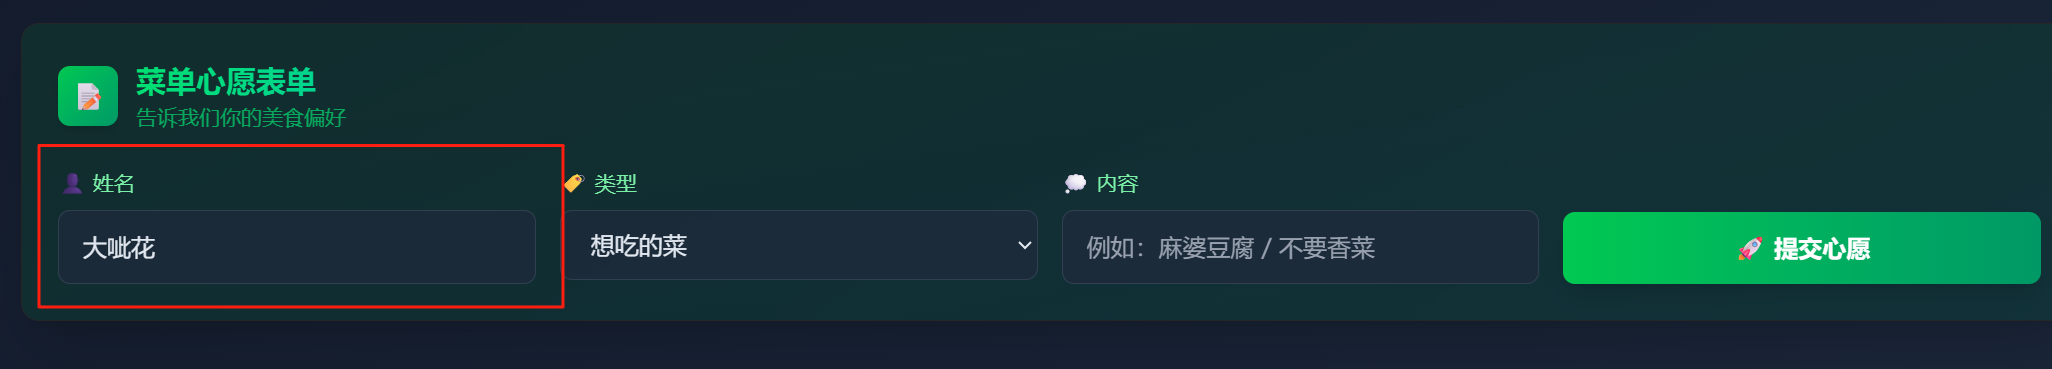 菜单心愿表单
告诉我们你的美食偏好
姓名
类型
内容
大呲花
想吃的菜
例如：麻婆豆腐 / 不要香菜
提交心愿